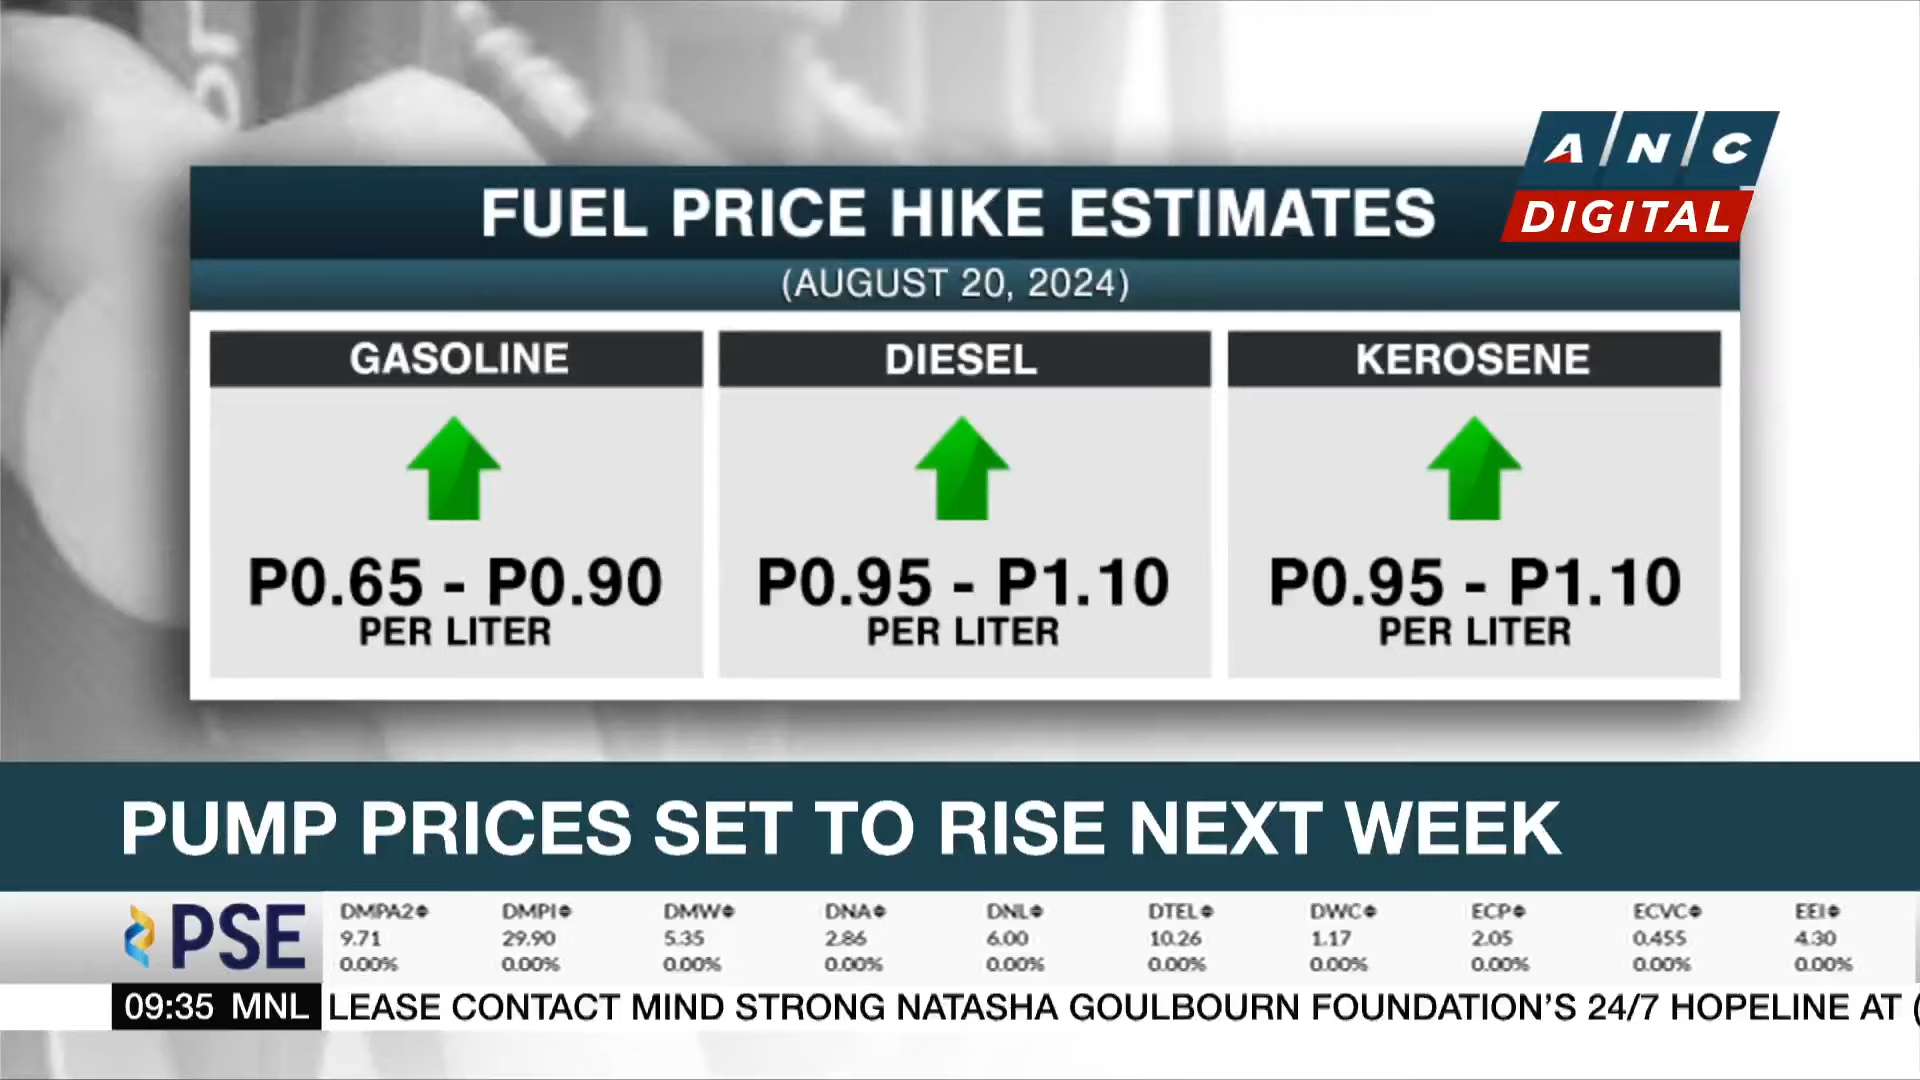 ANC
DIGITAL
FUEL PRICE HIKE ESTIMATES
(AUGUST 20, 2024)
GASOLINE
P0.65 - P0.90
PER LITER
DIESEL
P0.95 - P1.10
PER LITER
KEROSENE
P0.95 - P1.10
PER LITER
PUMP PRICES SET TO RISE NEXT WEEK
PSE
DMPA2 DMPI DMW DNA DNL DTEL DWC ECP ECVC EEI
9.71 29.90 5.35 2.86 6.00 10.26 1.17 2.05 0.455 4.30
0.00% 0.00% 0.00% 0.00% 0.00% 0.00% 0.00% 0.00% 0.00% 0.00%
09:35 MNL
LEASE CONTACT MIND STRONG NATASHA GOULBOURN FOUNDATION'S 24/7 HOPELINE AT (